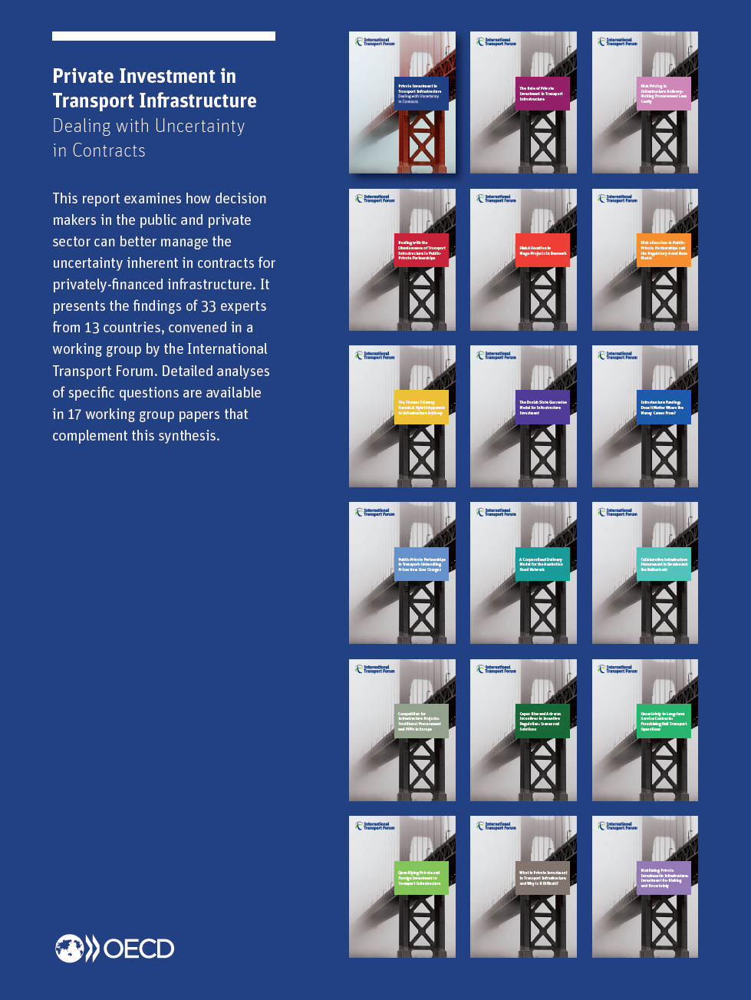 Private Investment in
Transport Infrastructure
Dealing with Uncertainty
in Contracts
This report examines how decision
makers in the public and private
sector can better manage the
uncertainty inherent in contracts for
privately-financed infrastructure. It
presents the findings of 33 experts
from 13 countries, convened in a
working group by the International
Transport Forum. Detailed analyses
of specific questions are available
in 17 working group papers that
complement this synthesis.
OECD
International
Transport Forum
Private Investment in
Transport Infrastructure
Dealing with Uncertainty
in Contracts
International
Transport Forum
The Role of Private
Investment in Transport
Infrastructure
International
Transport Forum
Risk Pricing in
Infrastructure Delivery:
Making Procurement Less
Costly
International
Transport Forum
Dealing with the
Obsolescence of Transport
Infrastructure in Public-
Private Partnerships
International
Transport Forum
Risk Allocation in
Mega-Projects in Denmark
International
Transport Forum
Risk allocation in Public-
Private Partnerships and
the Regulatory Asset Base
Model
International
Transport Forum
The Thames Tideway
Tunnel: A Hybrid Approach
to Infrastructure Delivery
International
Transport Forum
The Danish State Guarantee
Model for Infrastructure
Investment
International
Transport Forum
Infrastructure Funding:
Does it Matter Where the
Money Comes From?
International
Transport Forum
Public-Private Partnerships
in Transport: Unbundling
Prices from User Charges
International
Transport Forum
A Corporatised Delivery
Model for the Australian
Road Network
International
Transport Forum
Collaborative Infrastructure
Procurement in Sweden and
the Netherlands
International
Transport Forum
Competition for
Infrastructure Projects:
Traditional Procurement
and PPPs in Europe
International
Transport Forum
Capex Bias and Adverse
Incentives in Incentive
Regulation: Issues and
Solutions
International
Transport Forum
Uncertainty in Long-term
Service Contracts:
Franchising Rail Transport
Operations
International
Transport Forum
Quantifying Private and
Foreign Investment in
Transport Infrastructure
International
Transport Forum
What is Private Investment
in Transport Infrastructure
and Why is it Difficult?
International
Transport Forum
Mobilising Private
Investment in Infrastructure:
Investment De-Risking
and Uncertainty